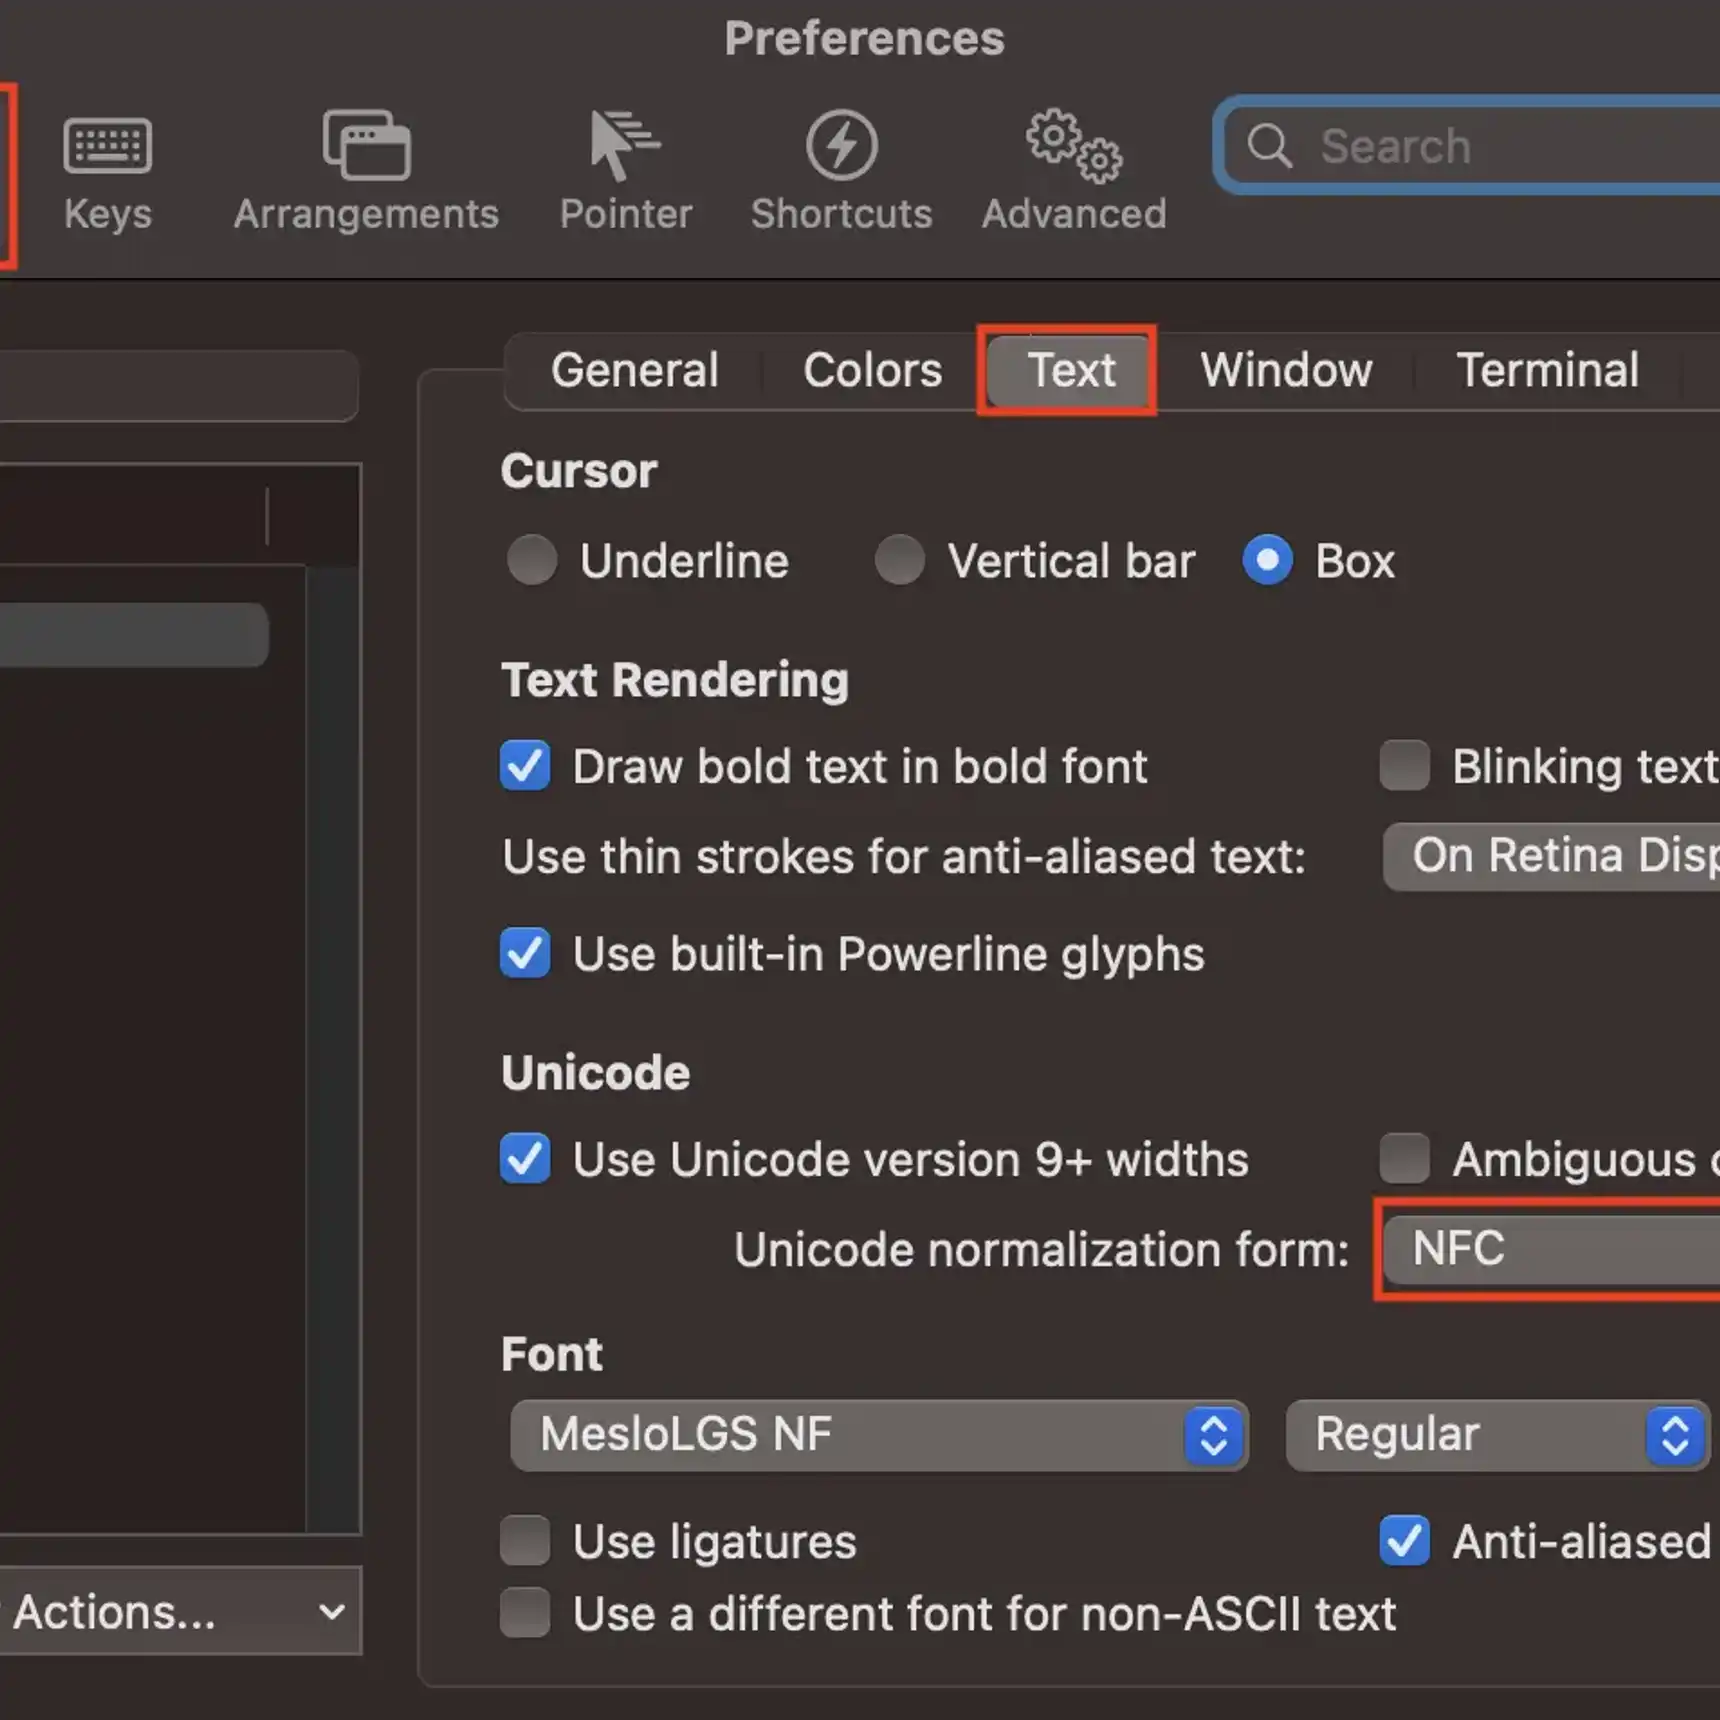 Preferences
Keys Arrangements Pointer Shortcuts Advanced Search
General Colors Text Window Terminal
Cursor
Underline Vertical bar Box
Text Rendering
Draw bold text in bold font Blinking text
Use thin strokes for anti-aliased text: On Retina Disp
Use built-in Powerline glyphs
Unicode
Use Unicode version 9+ widths Ambiguous
Unicode normalization form: NFC
Font
MesloLGS NF Regular
Use ligatures Anti-aliased
Actions...
Use a different font for non-ASCII text